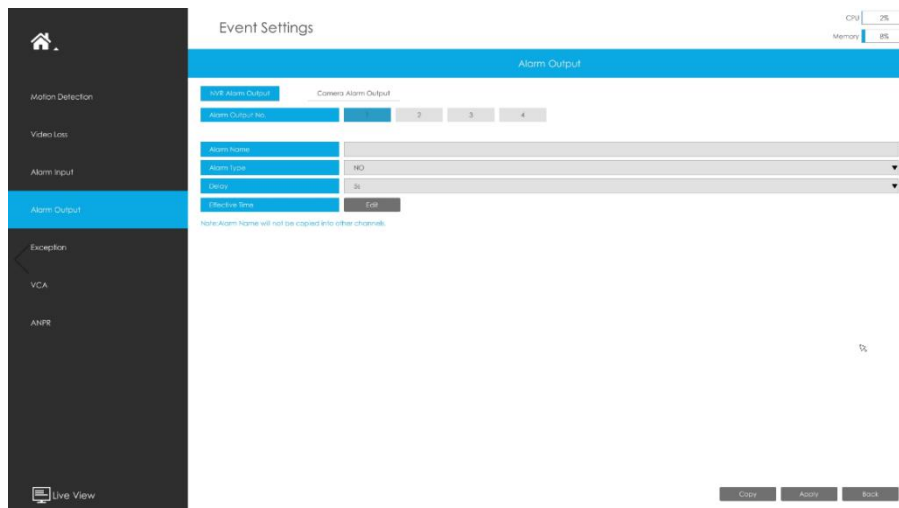 Event Settings
CPU 2%
Memory 8%
Alarm Output
Motion Detection
Video Loss
Alarm Input
Alarm Output
Exception
VCA
ANPR
Live View
NVR Alarm Output Camera Alarm Output
Alarm Output No. 1 2 3 4
Alarm Name
Alarm Type NO
Delay 5s
Effective Time Edit
Note:Alarm Name will not be copied into other channels.
Copy Apply Back